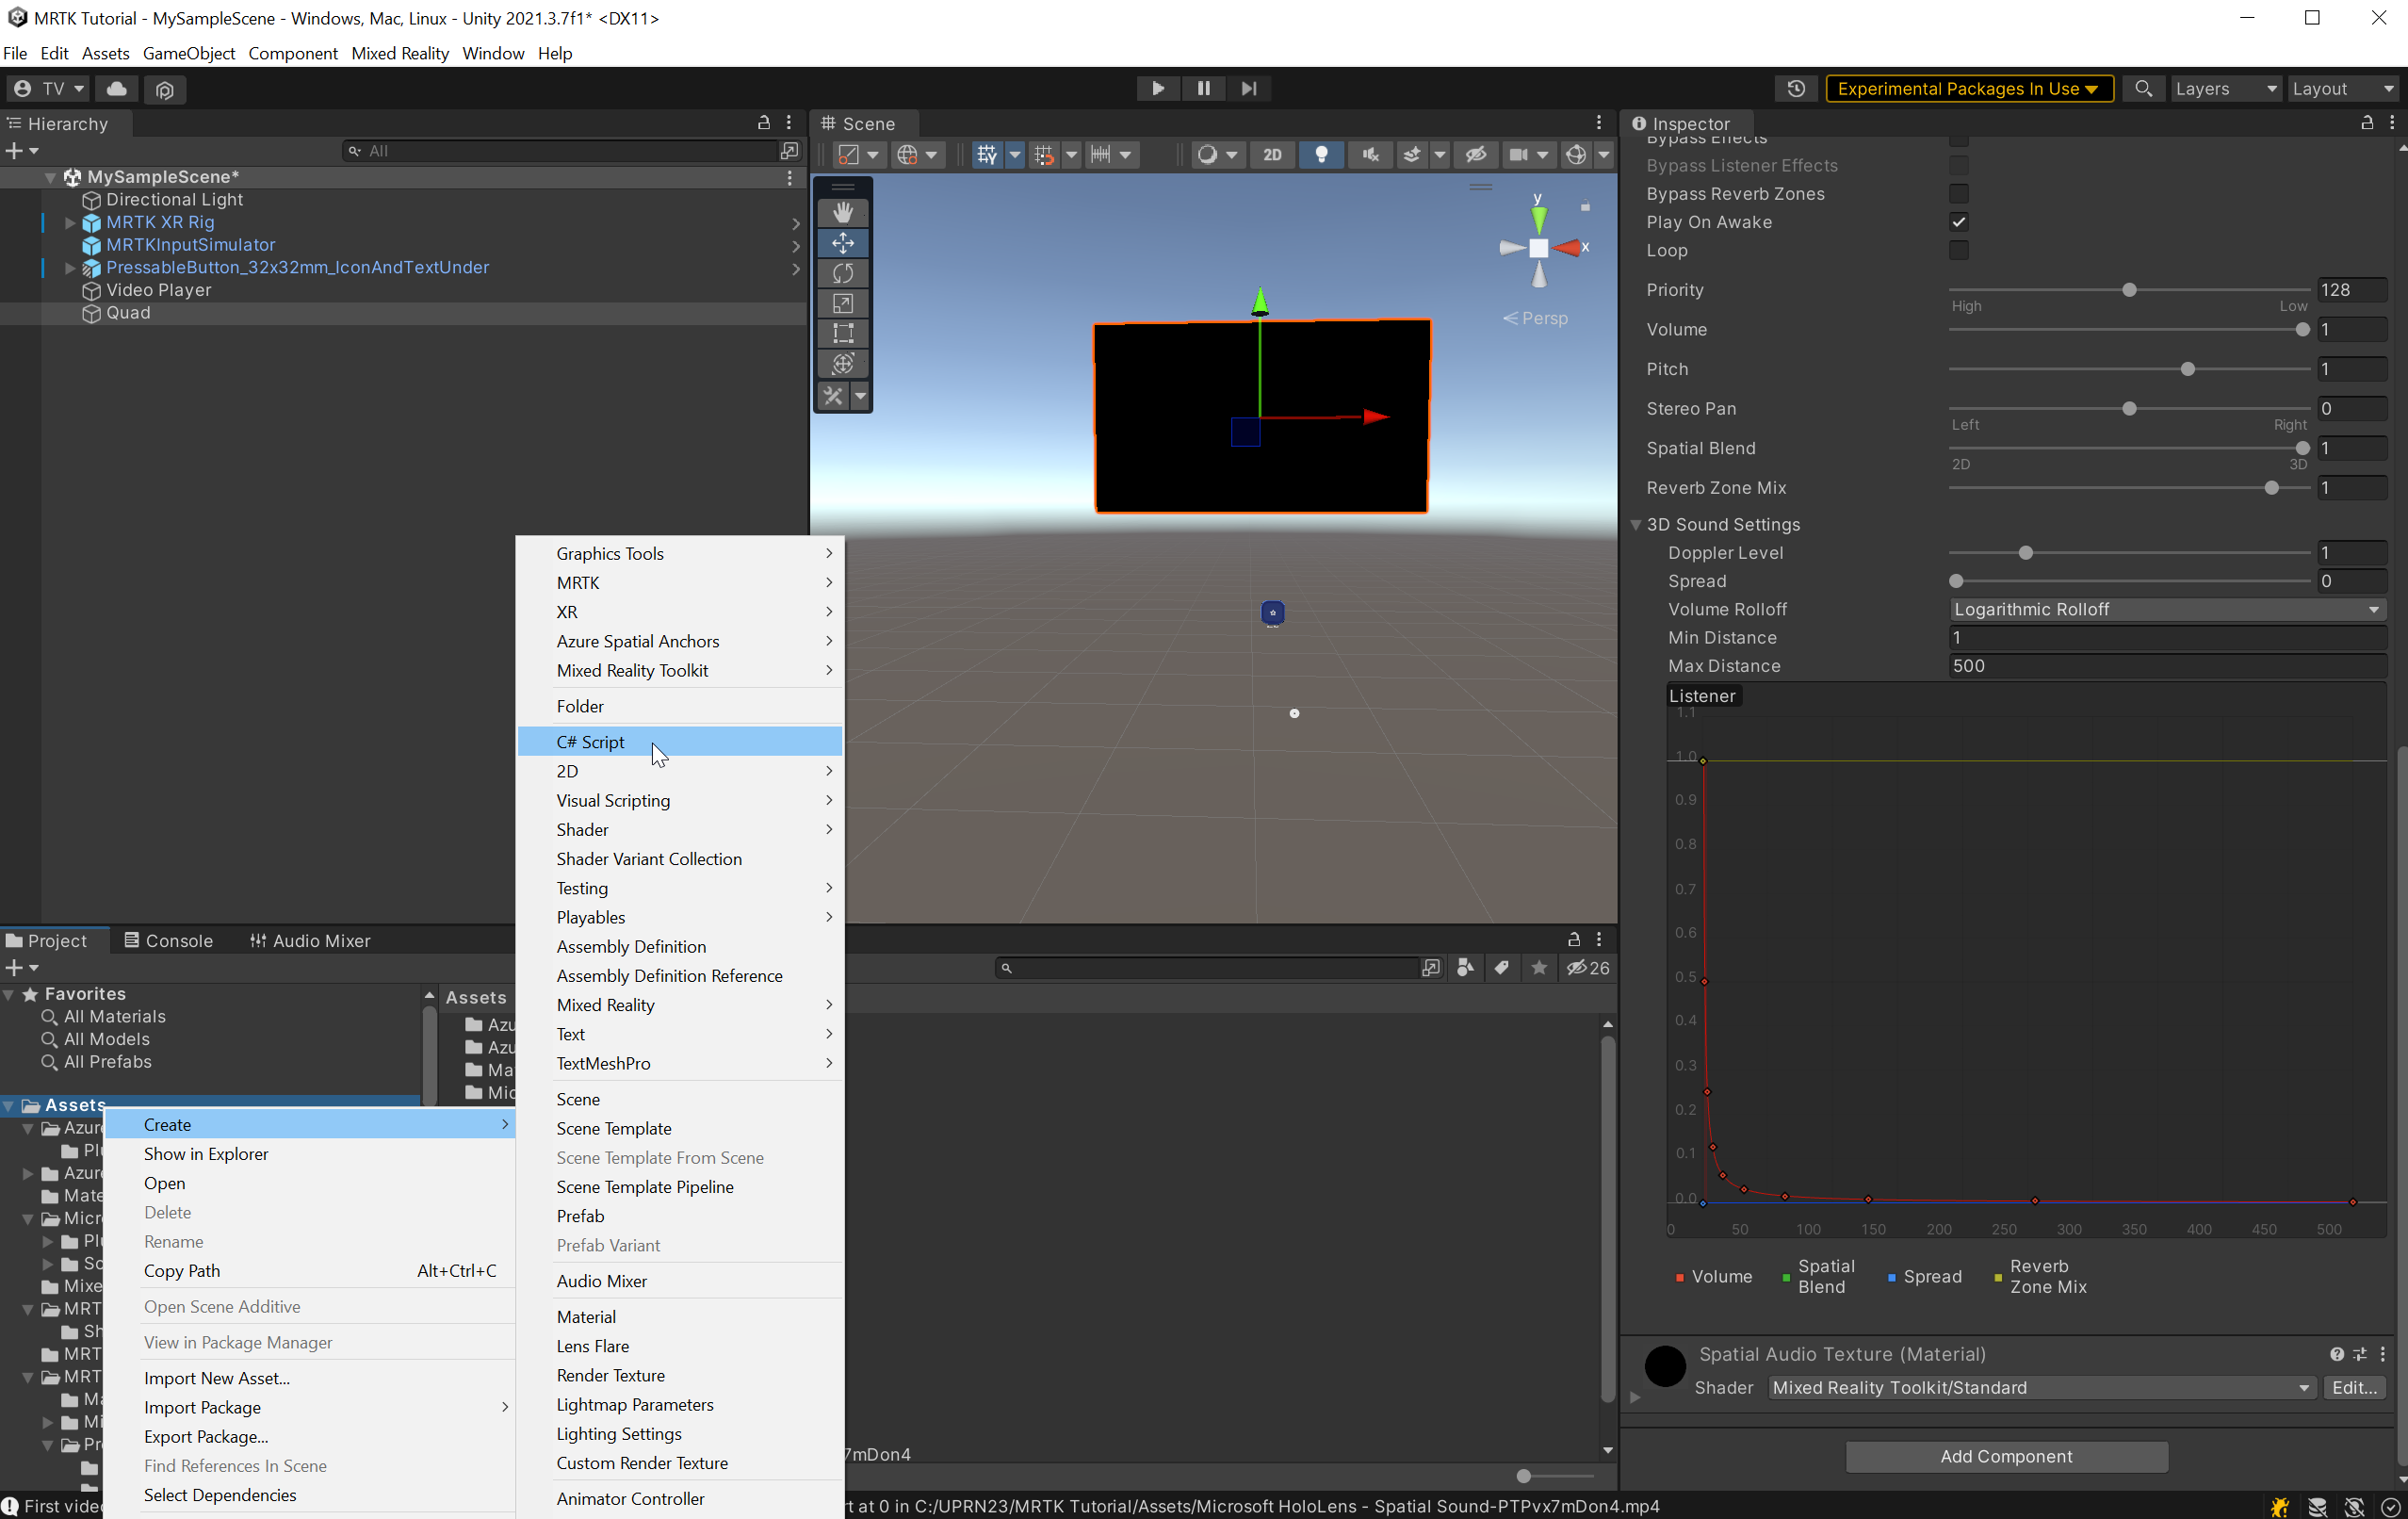 MRTK Tutorial - MySampleScene - Windows, Mac, Linux - Unity 2021.3.7f1* <DX11>
File Edit Assets GameObject Component Mixed Reality Window Help
TV
Experimental Packages In Use
Layers
Layout
Hierarchy
All
MySampleScene*
Directional Light
MRTK XR Rig
MRTKInputSimulator
PressableButton_32x32mm_IconAndTextUnder
Video Player
Quad
Scene
2D
y
x
Persp
Graphics Tools
MRTK
XR
Azure Spatial Anchors
Mixed Reality Toolkit
Folder
C# Script
2D
Visual Scripting
Shader
Shader Variant Collection
Testing
Playables
Assembly Definition
Assembly Definition Reference
Mixed Reality
Text
TextMeshPro
Scene
Scene Template
Scene Template From Scene
Scene Template Pipeline
Prefab
Prefab Variant
Audio Mixer
Material
Lens Flare
Render Texture
Lightmap Parameters
Lighting Settings
Custom Render Texture
Animator Controller
Project
Console
Audio Mixer
26
Favorites
All Materials
All Models
All Prefabs
Assets
Azure
Pl
Azure
Mate
Micr
Pl
Sc
Mixe
MRT
Sh
MRT
MRT
Ma
Mi
Pr
Assets
Azu
Azu
Ma
Mic
7mDon4
Create
Show in Explorer
Open
Delete
Rename
Copy Path Alt+Ctrl+C
Open Scene Additive
View in Package Manager
Import New Asset...
Import Package
Export Package...
Find References In Scene
Select Dependencies
First vide
rt at 0 in C:/UPRN23/MRTK Tutorial/Assets/Microsoft HoloLens - Spatial Sound-PTPvx7mDon4.mp4
Inspector
Bypass Effects
Bypass Listener Effects
Bypass Reverb Zones
Play On Awake
Loop
Priority 128
High Low
Volume 1
Pitch 1
Stereo Pan 0
Left Right
Spatial Blend 1
2D 3D
Reverb Zone Mix 1
3D Sound Settings
Doppler Level 1
Spread 0
Volume Rolloff Logarithmic Rolloff
Min Distance 1
Max Distance 500
Listener
1.1
1.0
0.9
0.8
0.7
0.6
0.5
0.4
0.3
0.2
0.1
0.0
0 50 100 150 200 250 300 350 400 450 500
Volume
Spatial Blend
Spread
Reverb Zone Mix
Spatial Audio Texture (Material)
Shader Mixed Reality Toolkit/Standard Edit...
Add Component